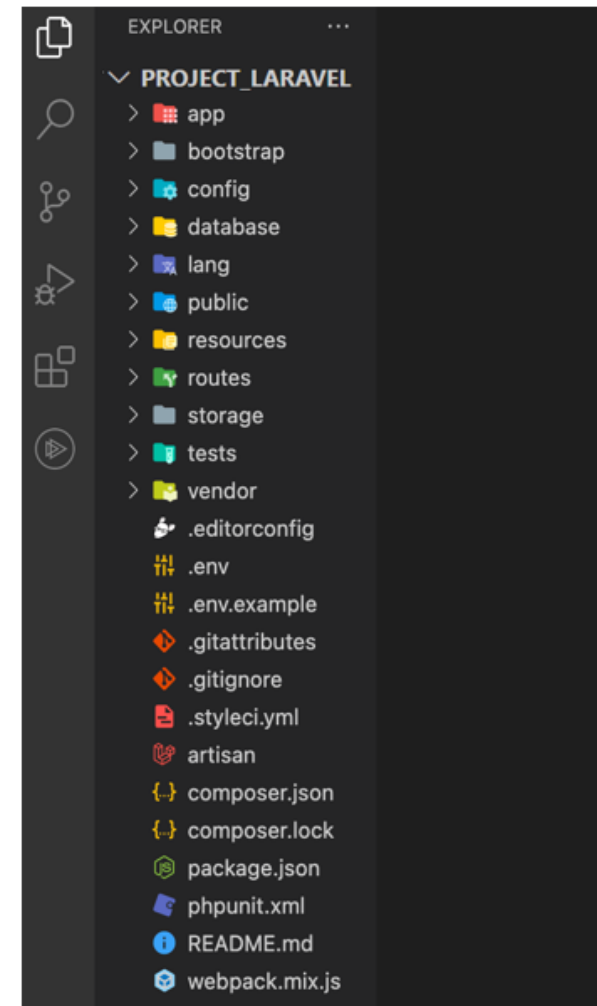 EXPLORER
PROJECT_LARAVEL
app
bootstrap
config
database
lang
public
resources
routes
storage
tests
vendor
.editorconfig
.env
.env.example
.gitattributes
.gitignore
.styleci.yml
artisan
composer.json
composer.lock
package.json
phpunit.xml
README.md
webpack.mix.js